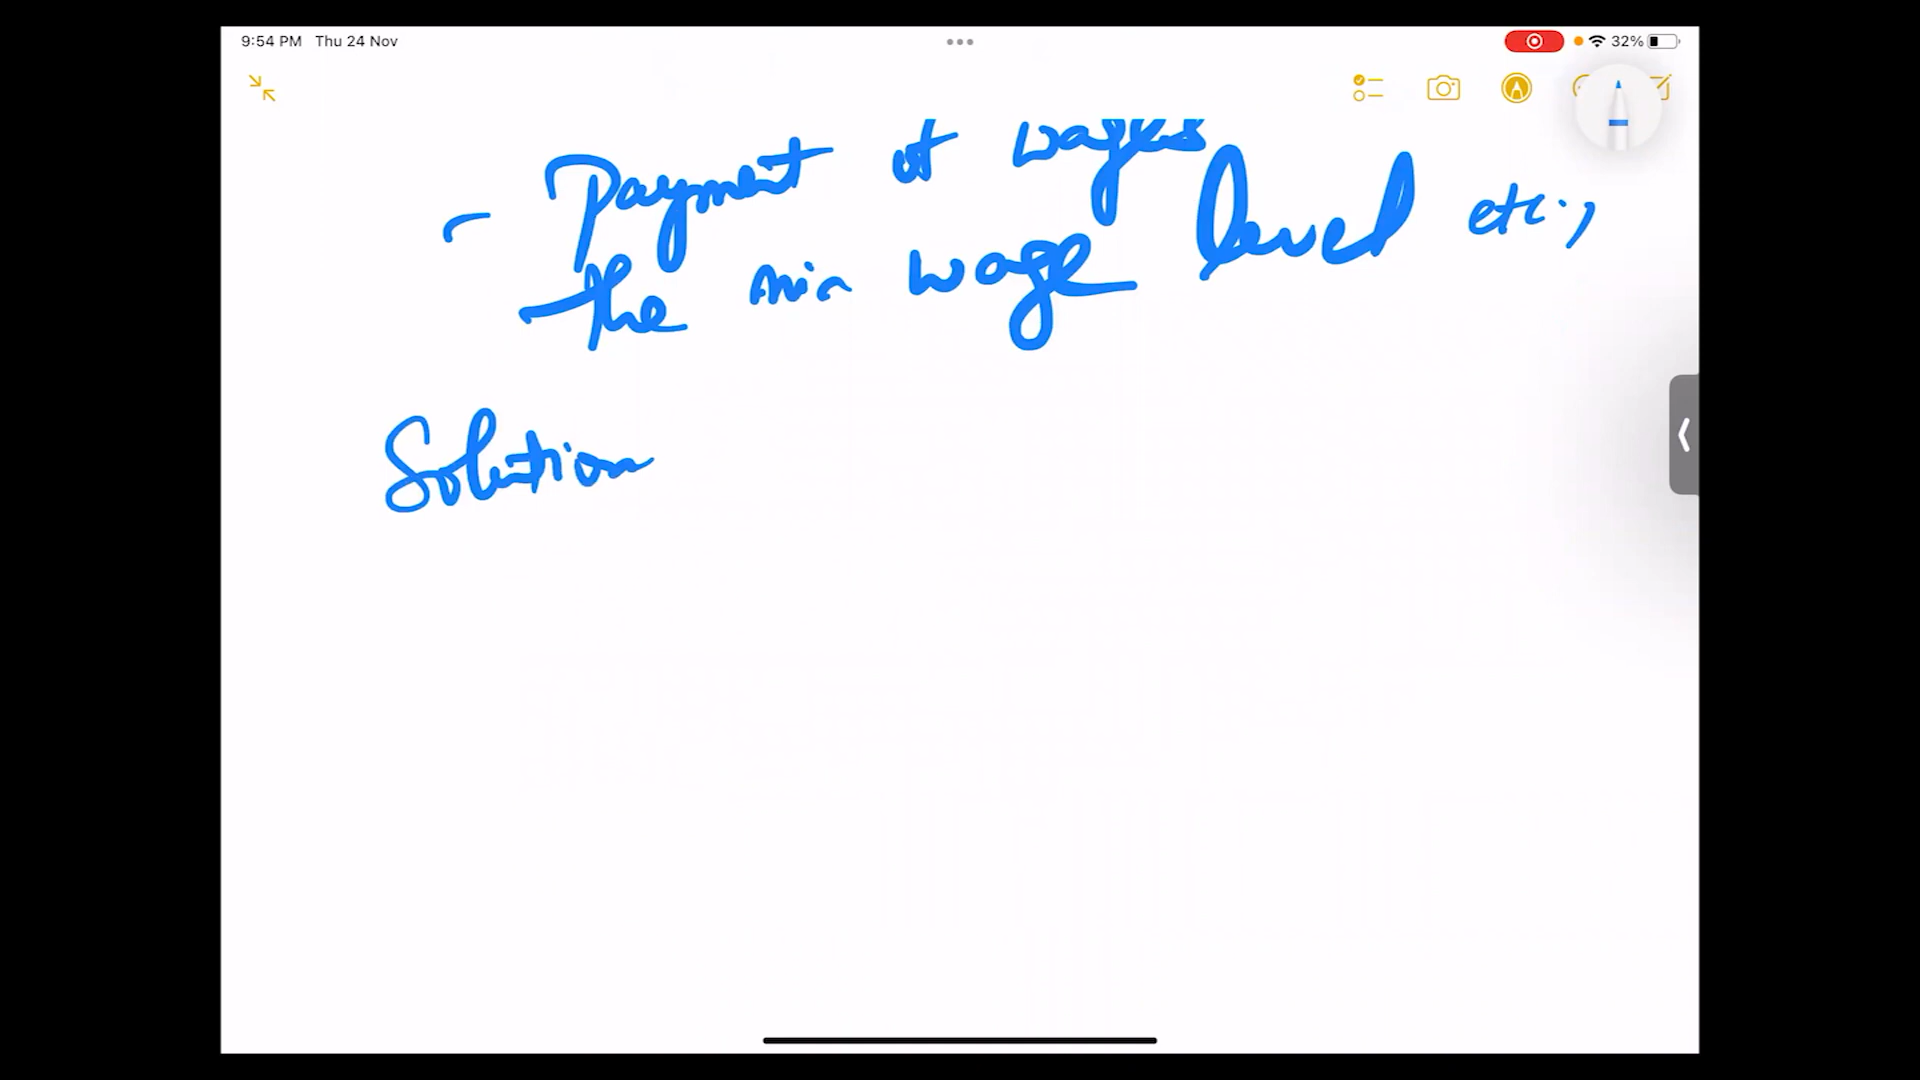 9:54 PM Thu 24 Nov
32%
- Payment of wages
the min wage level etc.,
Solution